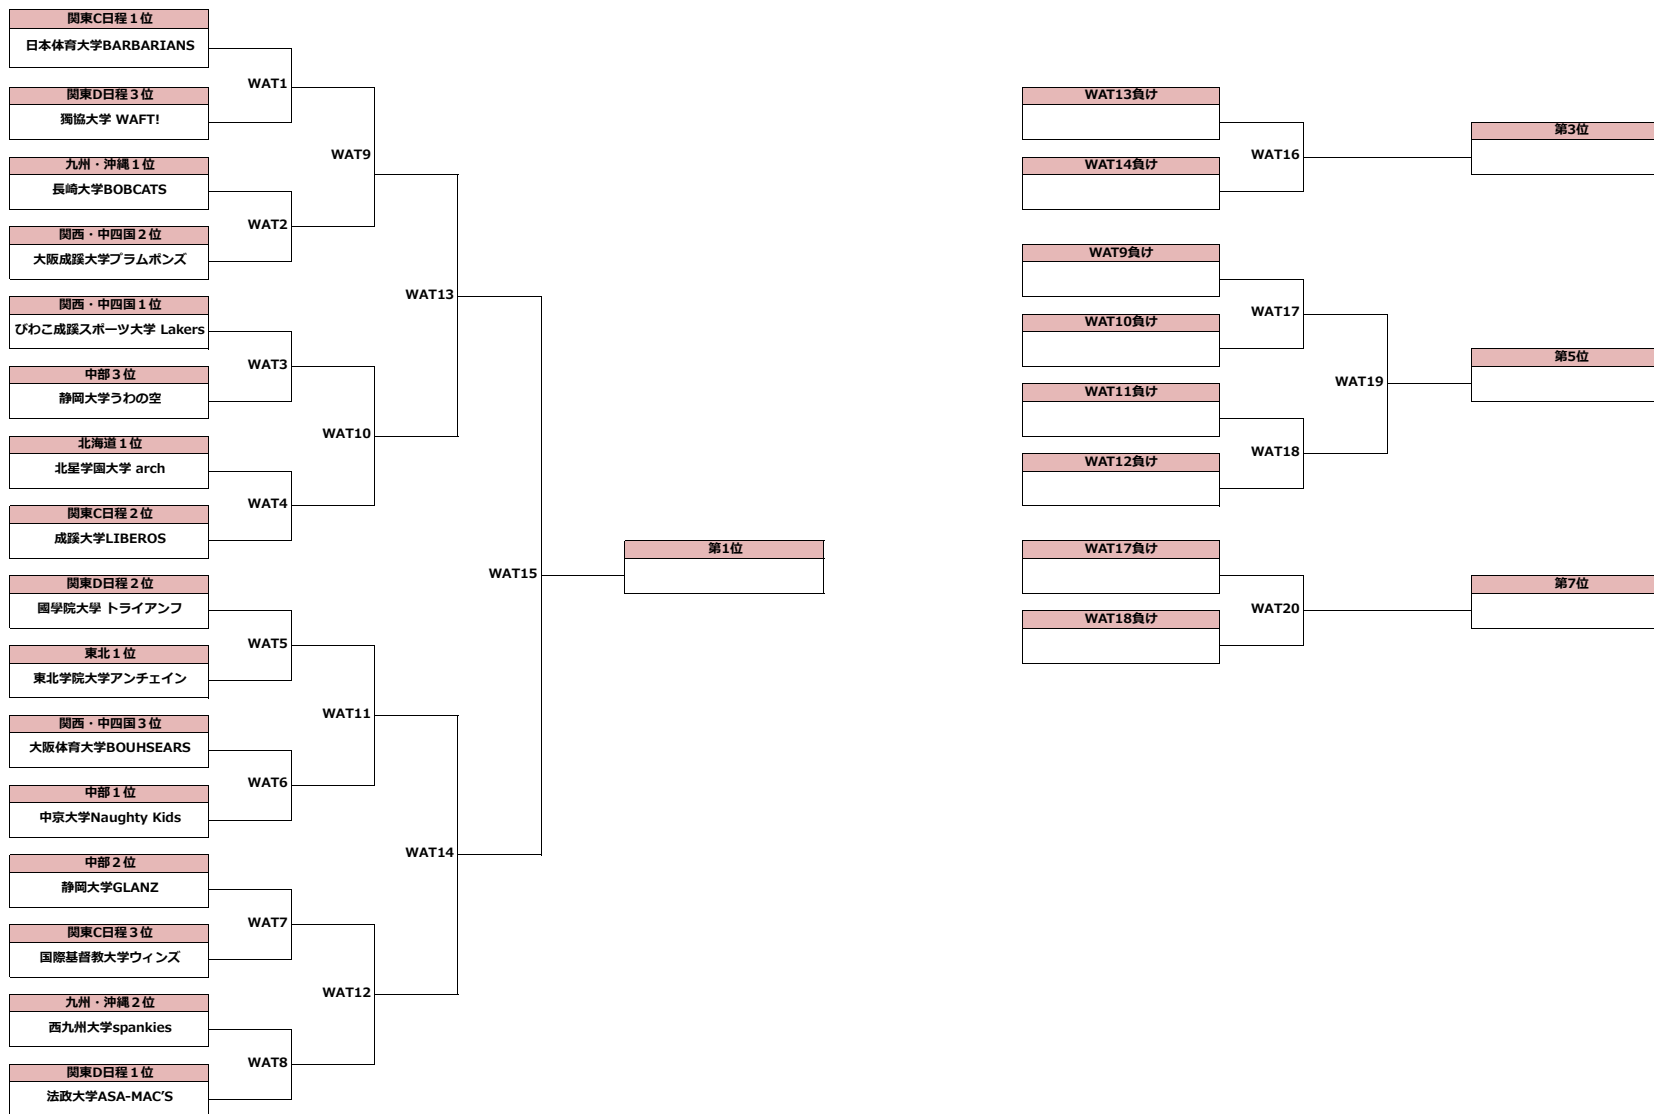 関東C日程１位
日本体育大学BARBARIANS
WAT1
関東D日程３位
獨協大学 WAFT!
WAT9
九州・沖縄１位
長崎大学BOBCATS
WAT2
関西・中四国２位
大阪成蹊大学プラムポンズ
WAT13
関西・中四国１位
びわこ成蹊スポーツ大学 Lakers
WAT3
中部３位
静岡大学うわの空
WAT10
北海道１位
北星学園大学 arch
WAT4
関東C日程２位
成蹊大学LIBEROS
WAT15
第1位
関東D日程２位
國學院大學 トライアンフ
WAT5
東北１位
東北学院大学アンチェイン
WAT11
関西・中四国３位
大阪体育大学BOUHSEARS
WAT6
中部１位
中京大学Naughty Kids
WAT14
中部２位
静岡大学GLANZ
WAT7
関東C日程３位
国際基督教大学ウィンズ
WAT12
九州・沖縄２位
西九州大学spankies
WAT8
関東D日程１位
法政大学ASA-MAC’S
WAT13負け
WAT16
第3位
WAT14負け
WAT9負け
WAT17
WAT10負け
WAT19
第5位
WAT11負け
WAT18
WAT12負け
WAT17負け
WAT20
第7位
WAT18負け